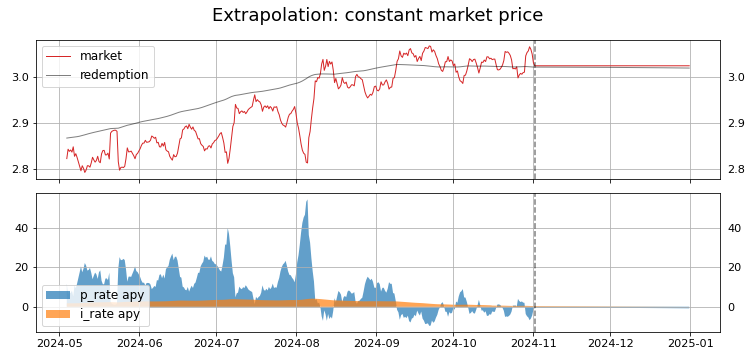 Extrapolation: constant market price
market
redemption
3.0
2.9
2.8
3.0
2.9
2.8
p_rate apy
i_rate apy
40
20
0
40
20
0
2024-05 2024-06 2024-07 2024-08 2024-09 2024-10 2024-11 2024-12 2025-01